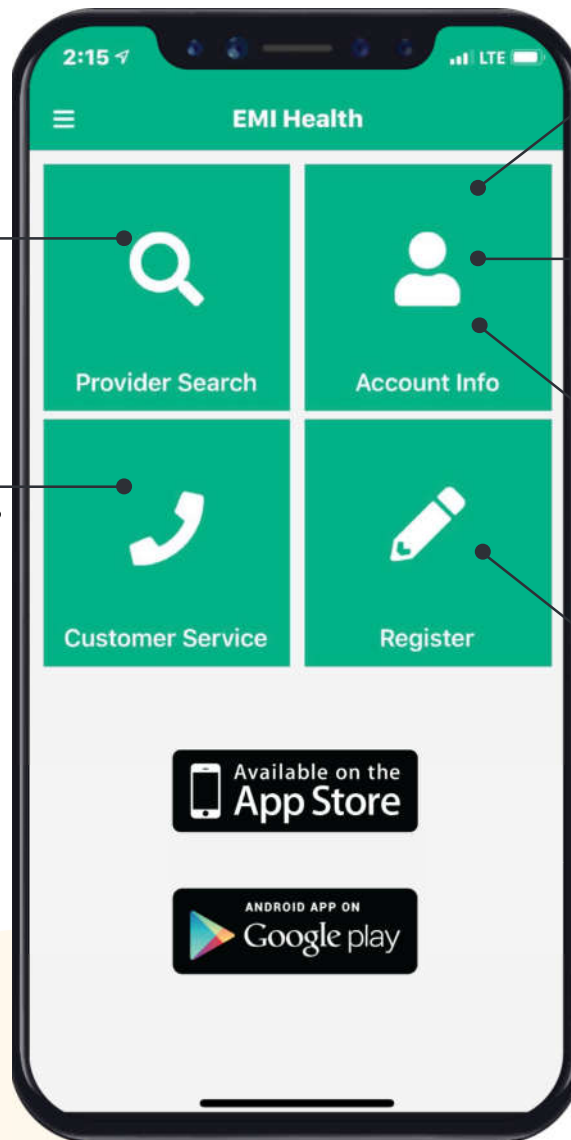 2:15
LTE
EMI Health
Provider Search
Account Info
Customer Service
Register
Available on the
App Store
ANDROID APP ON
Google play